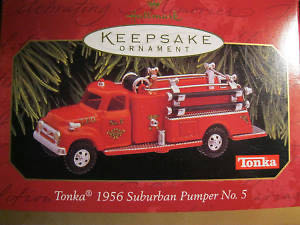 KEEPSAKE
ORNAMENT
Tonka
Tonka® 1956 Suburban Pumper No. 5